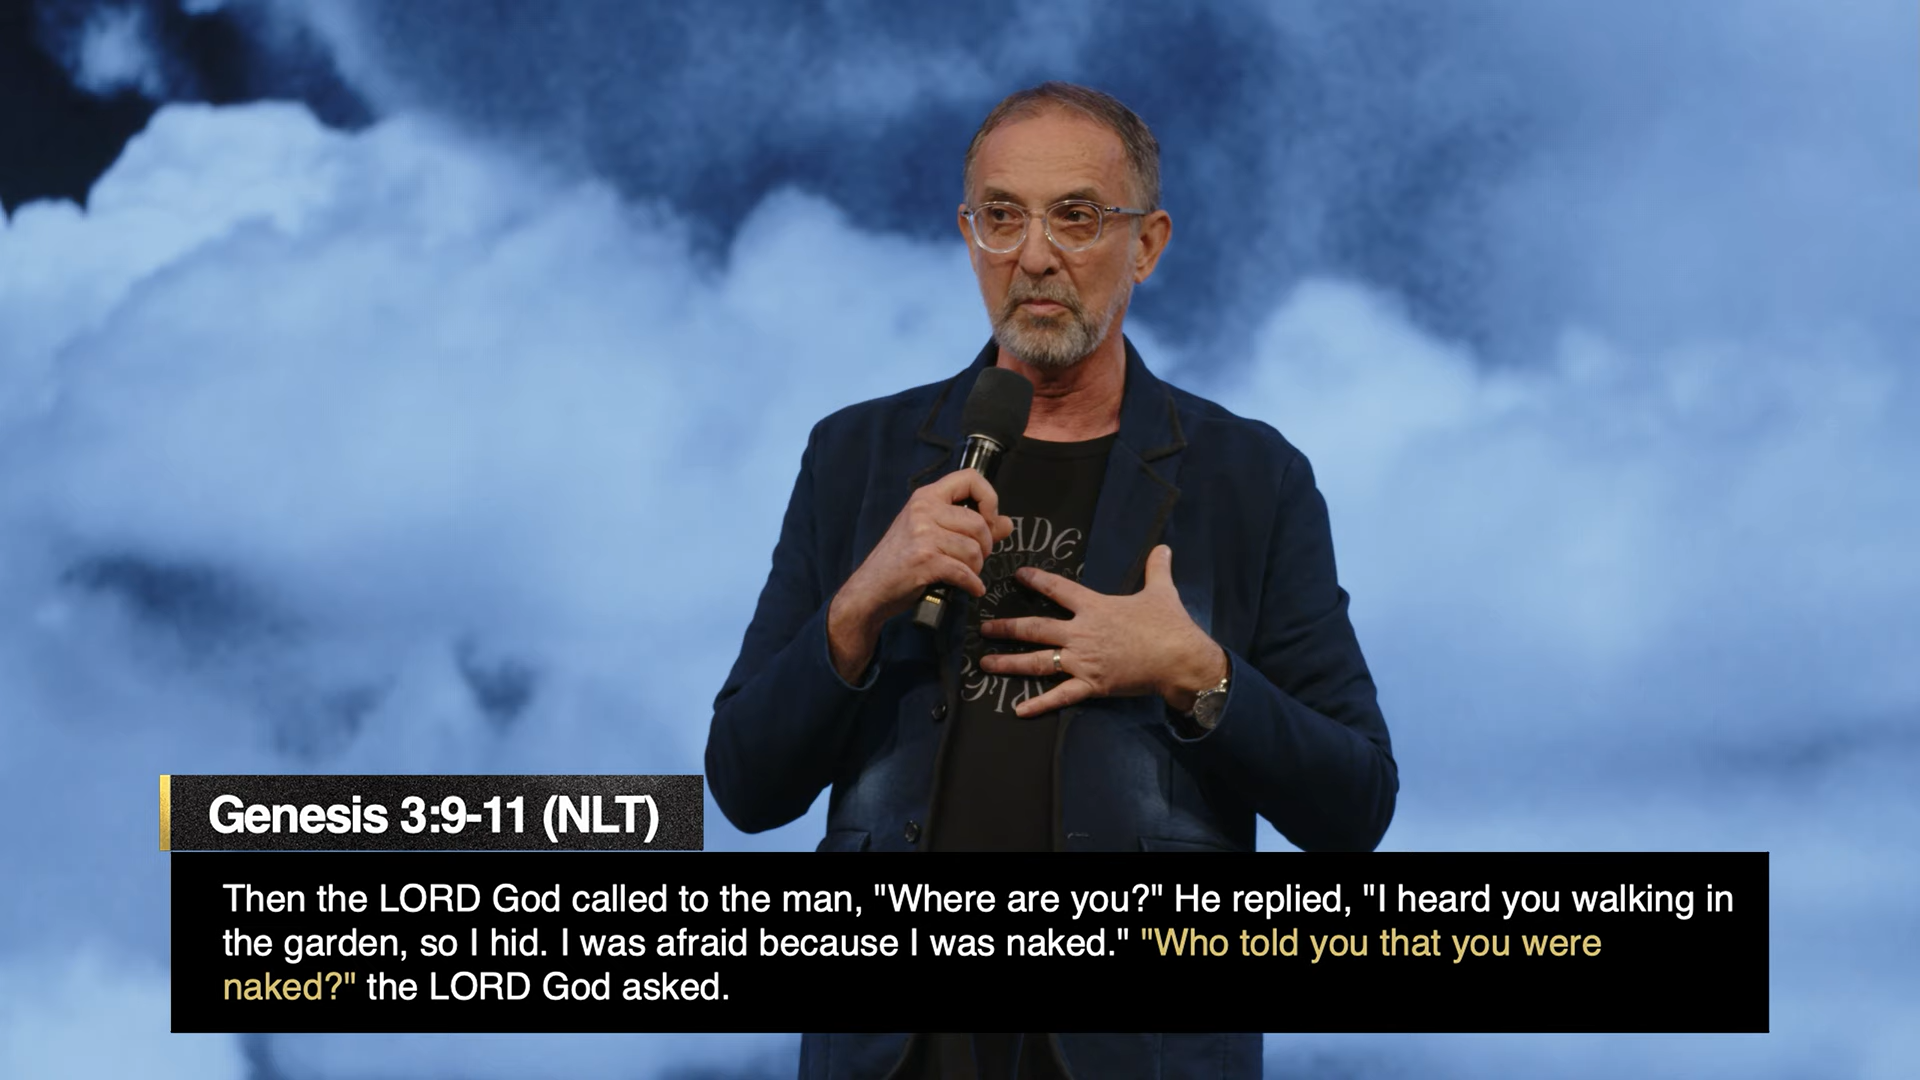 ADE
Genesis 3:9-11 (NLT)
Then the LORD God called to the man, "Where are you?" He replied, "I heard you walking in
the garden, so I hid. I was afraid because I was naked." "Who told you that you were
naked?" the LORD God asked.